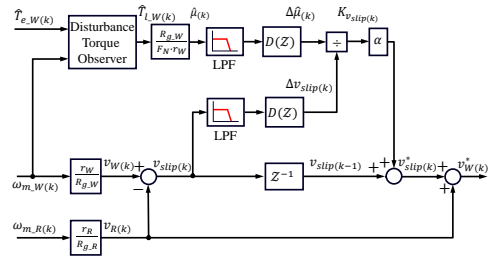 T̂e_W(k)
Disturbance
Torque
Observer
T̂l_W(k)
Rg_W
FN·rW
μ̂(k)
LPF
D(Z)
Δμ̂(k)
÷
Kvslip(k)
α
Δvslip(k)
LPF
D(Z)
ωm_W(k)
rW
Rg_W
vW(k)
+
−
vslip(k)
Z−1
vslip(k−1)
+
+
v*slip(k)
+
+
v*W(k)
ωm_R(k)
rR
Rg_R
vR(k)